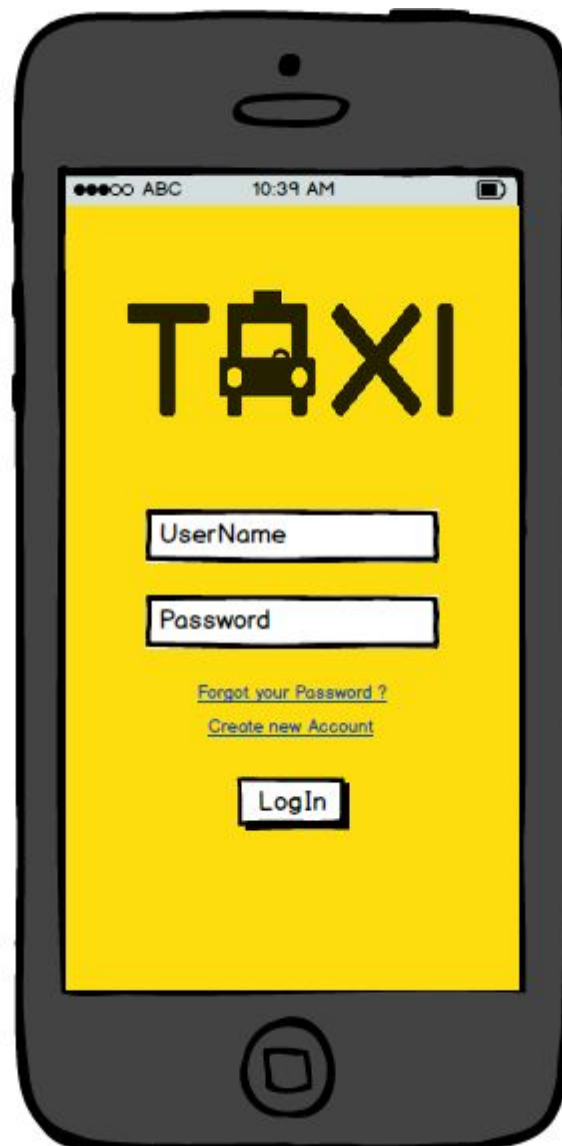 ABC 10:39 AM
TAXI
UserName
Password
Forgot your Password ?
Create new Account
LogIn